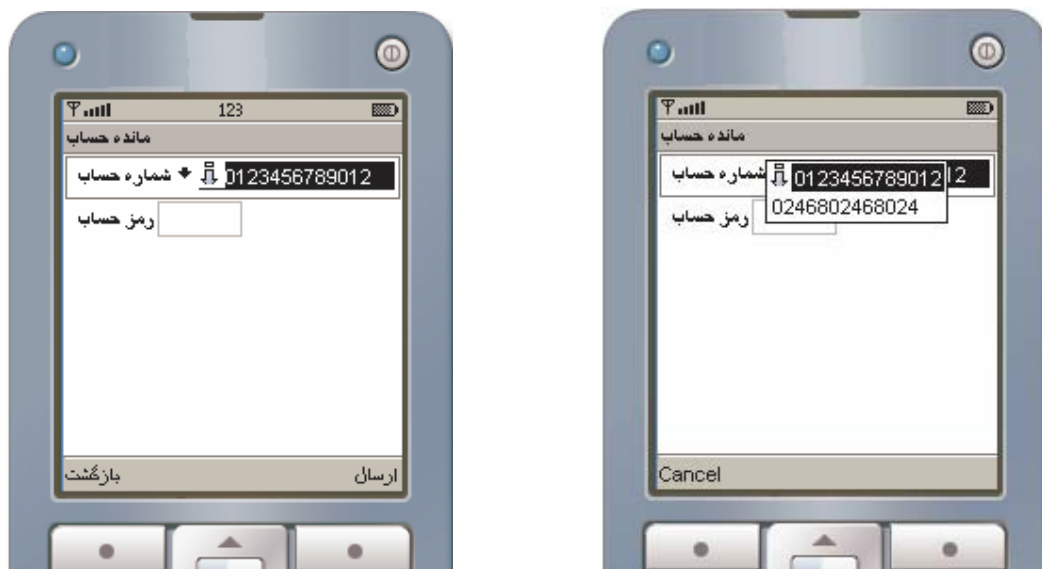 123
مانده حساب
شماره حساب 0123456789012
رمز حساب
بازگشت
ارسال
مانده حساب
شماره حساب 0123456789012 12
0246802468024
رمز حساب
Cancel